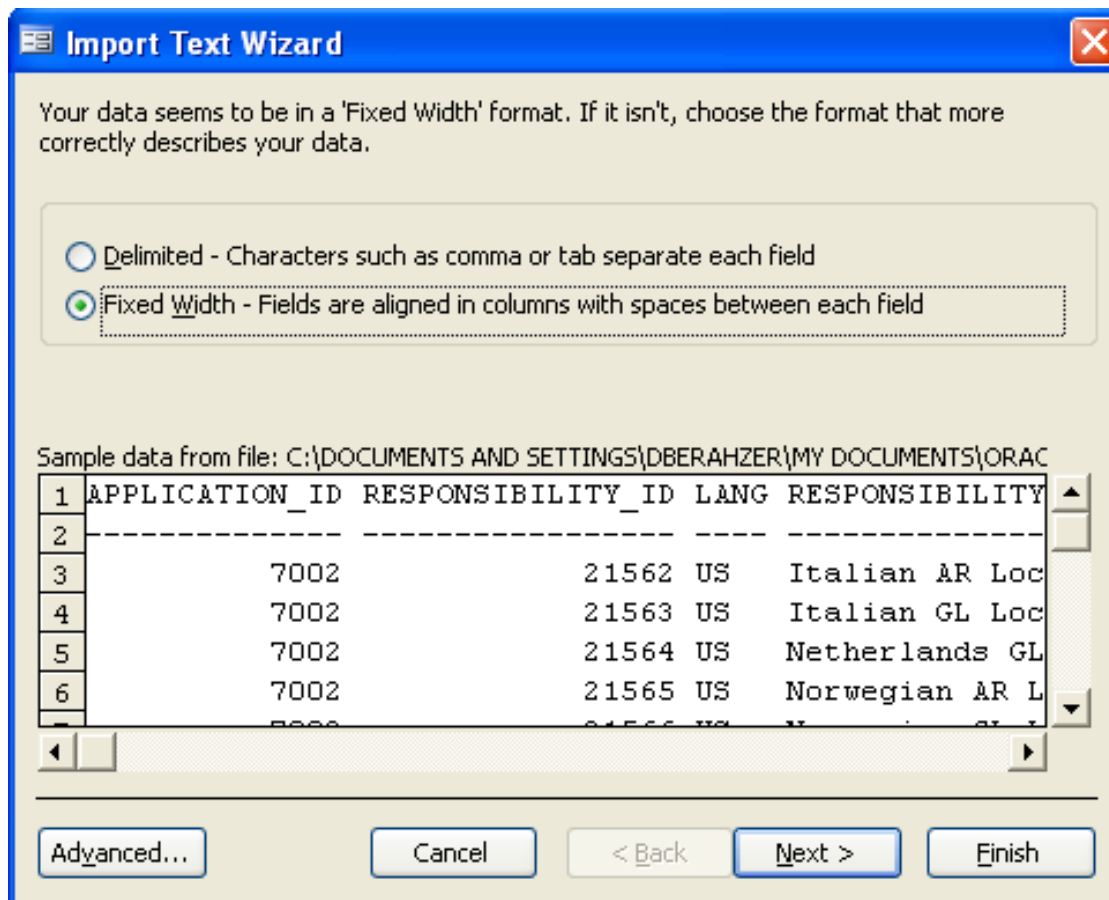 Import Text Wizard
Your data seems to be in a 'Fixed Width' format. If it isn't, choose the format that more
correctly describes your data.
Delimited - Characters such as comma or tab separate each field
Fixed Width - Fields are aligned in columns with spaces between each field
Sample data from file: C:\DOCUMENTS AND SETTINGS\DBERAHZER\MY DOCUMENTS\ORAC
1 APPLICATION_ID RESPONSIBILITY_ID LANG RESPONSIBILITY
2 -------------- ----------------- ---- --------------
3 7002 21562 US Italian AR Loc
4 7002 21563 US Italian GL Loc
5 7002 21564 US Netherlands GL
6 7002 21565 US Norwegian AR L
Advanced... Cancel < Back Next > Finish